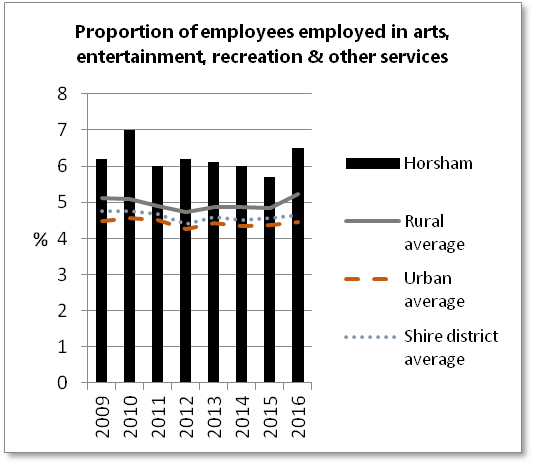 Proportion of employees employed in arts,
entertainment, recreation & other services
8
7
6
5
4
3
2
1
0
%
2009
2010
2011
2012
2013
2014
2015
2016
Horsham
Rural
average
Urban
average
Shire district
average